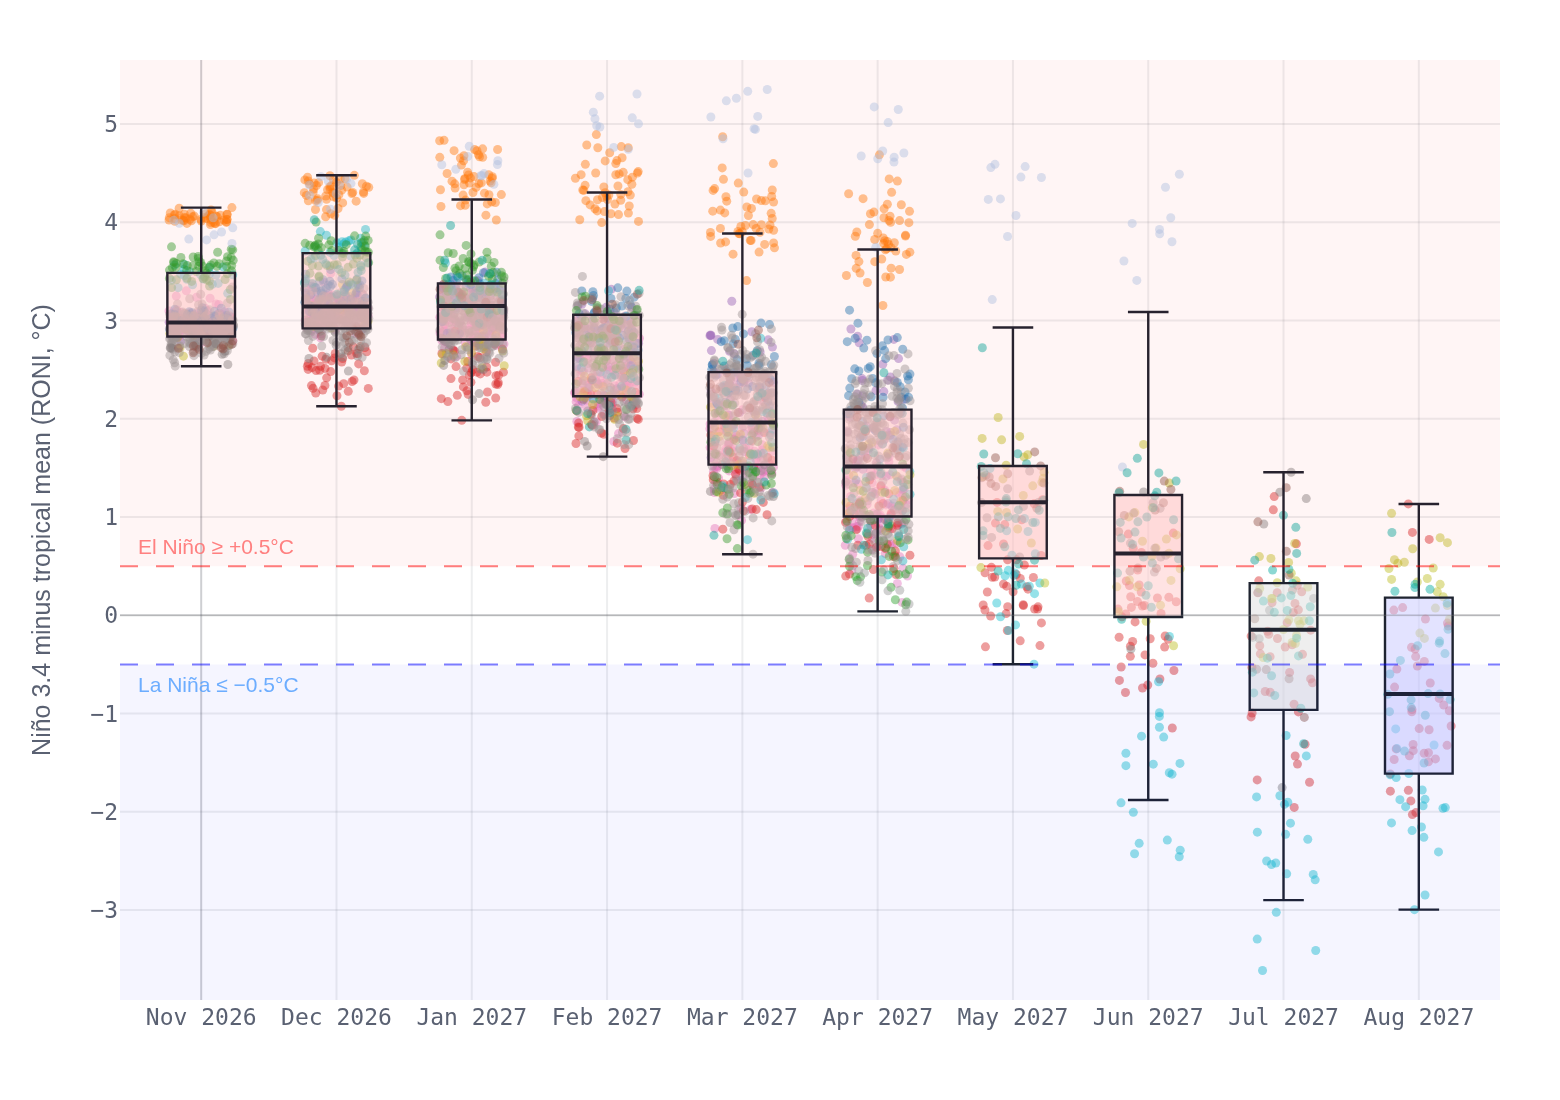 Niño 3.4 minus tropical mean (RONI, °C)
5
4
3
2
1
0
−1
−2
−3
El Niño ≥ +0.5°C
La Niña ≤ −0.5°C
Nov 2026 Dec 2026 Jan 2027 Feb 2027 Mar 2027 Apr 2027 May 2027 Jun 2027 Jul 2027 Aug 2027